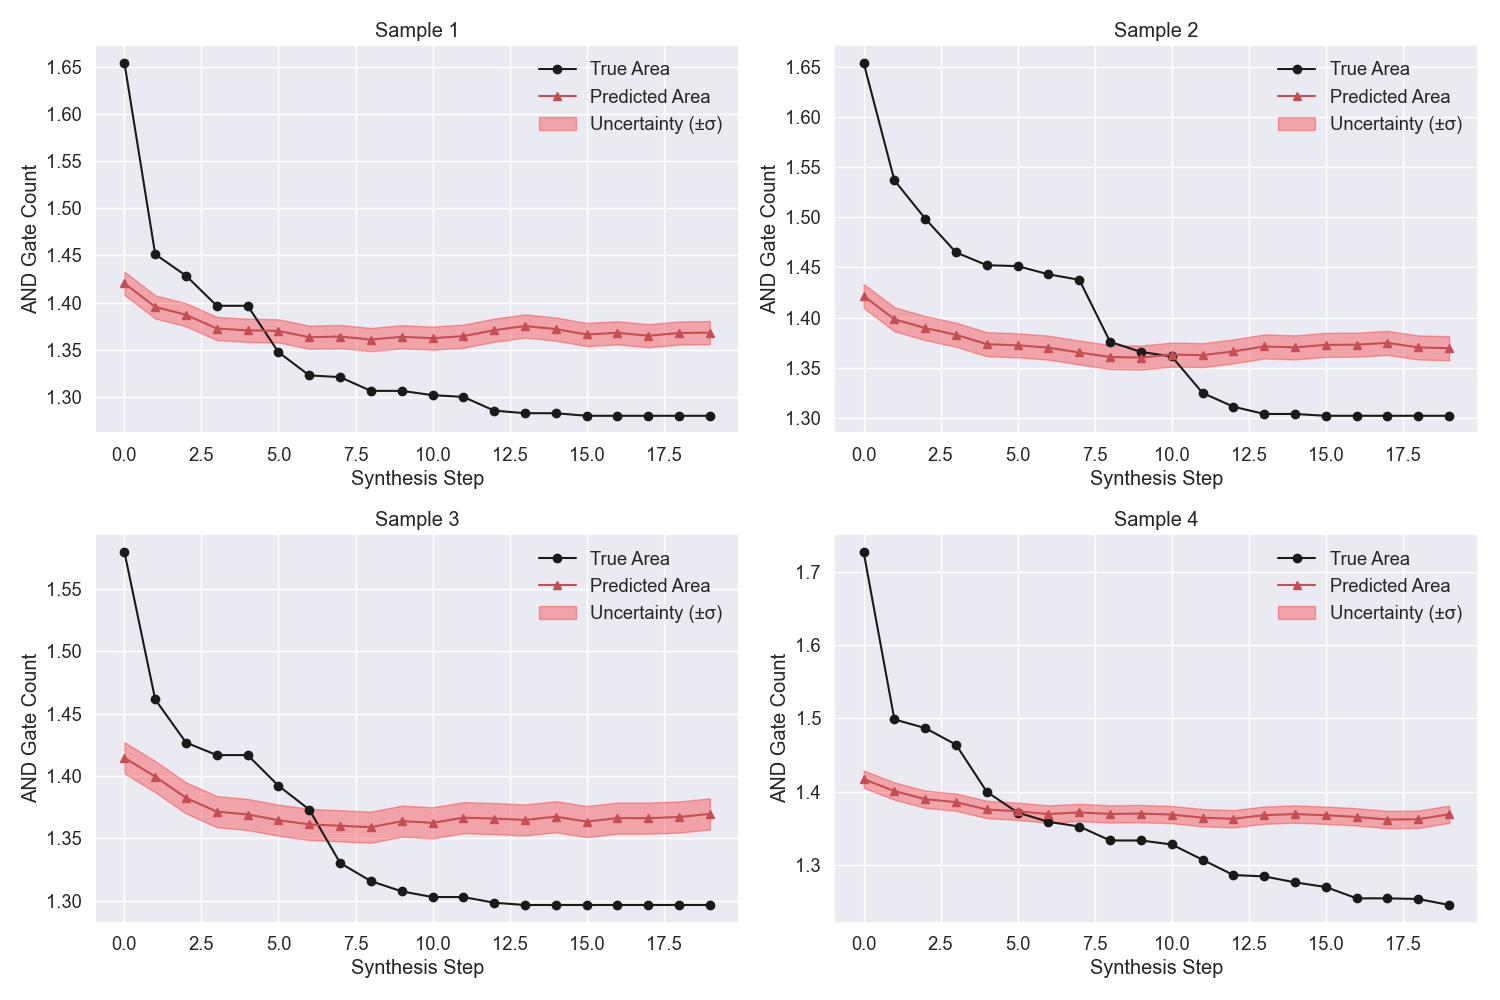 Sample 1
True Area
Predicted Area
Uncertainty (±σ)
AND Gate Count
1.65
1.60
1.55
1.50
1.45
1.40
1.35
1.30
0.0 2.5 5.0 7.5 10.0 12.5 15.0 17.5
Synthesis Step
Sample 2
True Area
Predicted Area
Uncertainty (±σ)
AND Gate Count
1.65
1.60
1.55
1.50
1.45
1.40
1.35
1.30
0.0 2.5 5.0 7.5 10.0 12.5 15.0 17.5
Synthesis Step
Sample 3
True Area
Predicted Area
Uncertainty (±σ)
AND Gate Count
1.55
1.50
1.45
1.40
1.35
1.30
0.0 2.5 5.0 7.5 10.0 12.5 15.0 17.5
Synthesis Step
Sample 4
True Area
Predicted Area
Uncertainty (±σ)
AND Gate Count
1.7
1.6
1.5
1.4
1.3
0.0 2.5 5.0 7.5 10.0 12.5 15.0 17.5
Synthesis Step